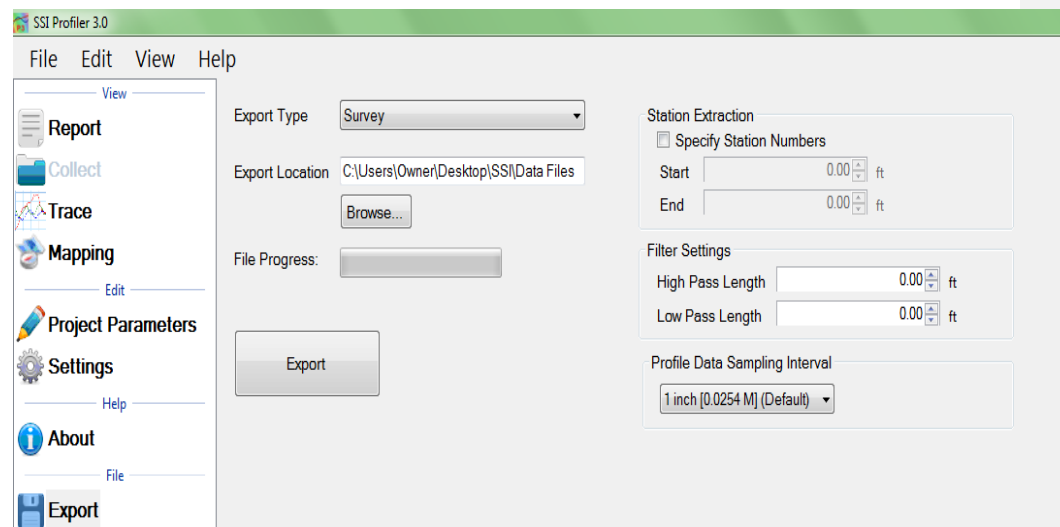 SSI Profiler 3.0
File Edit View Help
View
Report
Collect
Trace
Mapping
Edit
Project Parameters
Settings
Help
About
File
Export
Export Type Survey
Export Location C:\Users\Owner\Desktop\SSI\Data Files
Browse...
File Progress:
Export
Station Extraction
Specify Station Numbers
Start 0.00 ft
End 0.00 ft
Filter Settings
High Pass Length 0.00 ft
Low Pass Length 0.00 ft
Profile Data Sampling Interval
1 inch [0.0254 M] (Default)